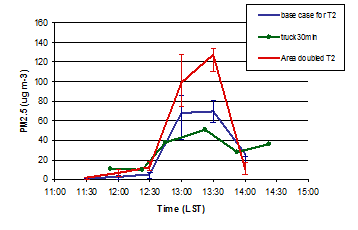 base case for T2
truck30min
Area doubled T2
PM2.5 (ug m-3)
160
140
120
100
80
60
40
20
0
11:00 11:30 12:00 12:30 13:00 13:30 14:00 14:30 15:00
Time (LST)